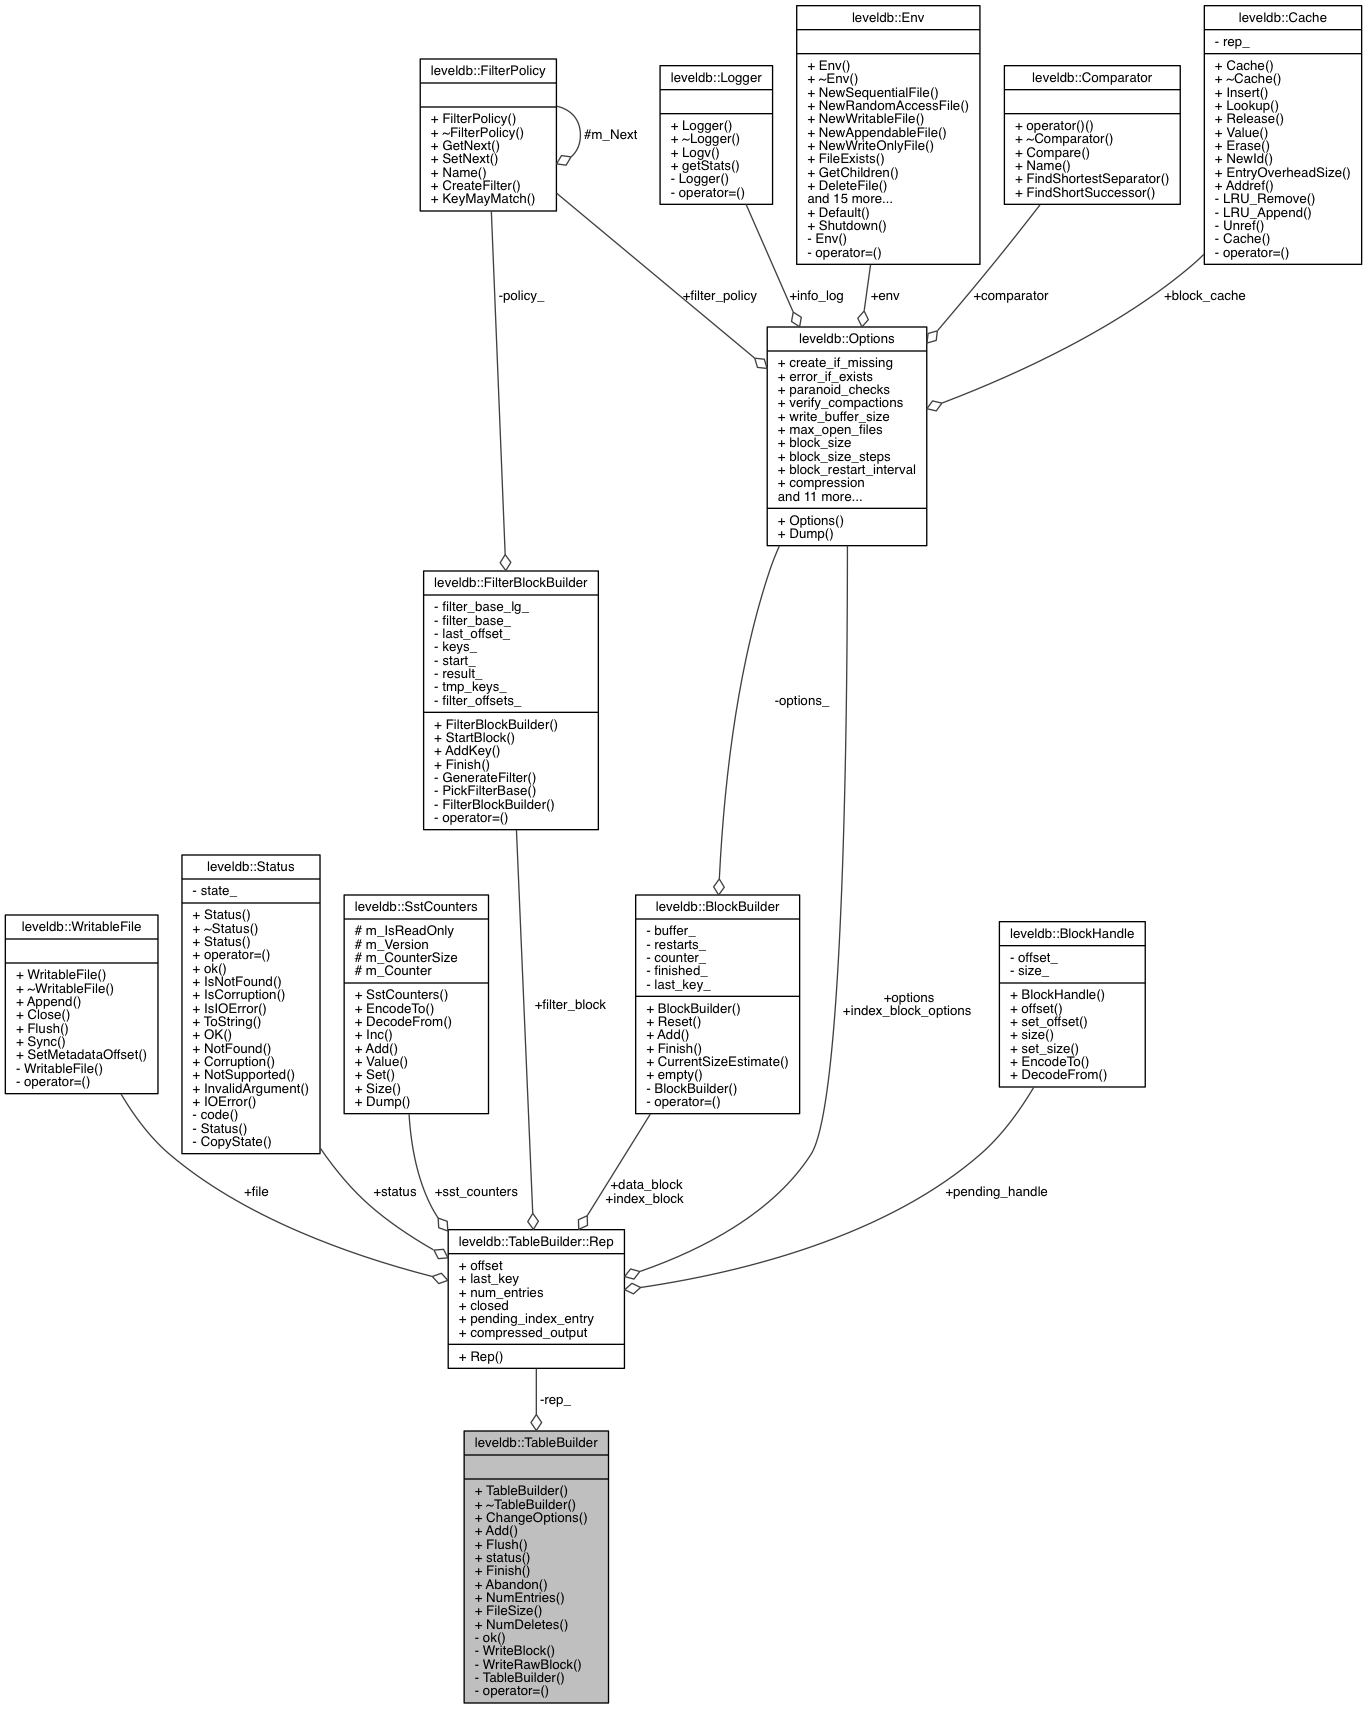 leveldb::Env
+ Env()
+ ~Env()
+ NewSequentialFile()
+ NewRandomAccessFile()
+ NewWritableFile()
+ NewAppendableFile()
+ NewWriteOnlyFile()
+ FileExists()
+ GetChildren()
+ DeleteFile()
and 15 more...
+ Default()
+ Shutdown()
- Env()
- operator=()
leveldb::Cache
- rep_
+ Cache()
+ ~Cache()
+ Insert()
+ Lookup()
+ Release()
+ Value()
+ Erase()
+ NewId()
+ EntryOverheadSize()
+ Addref()
- LRU_Remove()
- LRU_Append()
- Unref()
- Cache()
- operator=()
leveldb::FilterPolicy
+ FilterPolicy()
+ ~FilterPolicy()
+ GetNext()
+ SetNext()
+ Name()
+ CreateFilter()
+ KeyMayMatch()
#m_Next
leveldb::Logger
+ Logger()
+ ~Logger()
+ Logv()
+ getStats()
- Logger()
- operator=()
leveldb::Comparator
+ operator()()
+ ~Comparator()
+ Compare()
+ Name()
+ FindShortestSeparator()
+ FindShortSuccessor()
-policy_
+filter_policy
+info_log
+env
+comparator
+block_cache
leveldb::Options
+ create_if_missing
+ error_if_exists
+ paranoid_checks
+ verify_compactions
+ write_buffer_size
+ max_open_files
+ block_size
+ block_size_steps
+ block_restart_interval
+ compression
and 11 more...
+ Options()
+ Dump()
leveldb::FilterBlockBuilder
- filter_base_lg_
- filter_base_
- last_offset_
- keys_
- start_
- result_
- tmp_keys_
- filter_offsets_
+ FilterBlockBuilder()
+ StartBlock()
+ AddKey()
+ Finish()
- GenerateFilter()
- PickFilterBase()
- FilterBlockBuilder()
- operator=()
-options_
leveldb::WritableFile
+ WritableFile()
+ ~WritableFile()
+ Append()
+ Close()
+ Flush()
+ Sync()
+ SetMetadataOffset()
- WritableFile()
- operator=()
leveldb::Status
- state_
+ Status()
+ ~Status()
+ Status()
+ operator=()
+ ok()
+ IsNotFound()
+ IsCorruption()
+ IsIOError()
+ ToString()
+ OK()
+ NotFound()
+ Corruption()
+ NotSupported()
+ InvalidArgument()
+ IOError()
- code()
- Status()
- CopyState()
leveldb::SstCounters
# m_IsReadOnly
# m_Version
# m_CounterSize
# m_Counter
+ SstCounters()
+ EncodeTo()
+ DecodeFrom()
+ Inc()
+ Add()
+ Value()
+ Set()
+ Size()
+ Dump()
+filter_block
leveldb::BlockBuilder
- buffer_
- restarts_
- counter_
- finished_
- last_key_
+ BlockBuilder()
+ Reset()
+ Add()
+ Finish()
+ CurrentSizeEstimate()
+ empty()
- BlockBuilder()
- operator=()
+options
+index_block_options
leveldb::BlockHandle
- offset_
- size_
+ BlockHandle()
+ offset()
+ set_offset()
+ size()
+ set_size()
+ EncodeTo()
+ DecodeFrom()
+file
+status
+sst_counters
+data_block
+index_block
+pending_handle
leveldb::TableBuilder::Rep
+ offset
+ last_key
+ num_entries
+ closed
+ pending_index_entry
+ compressed_output
+ Rep()
-rep_
leveldb::TableBuilder
+ TableBuilder()
+ ~TableBuilder()
+ ChangeOptions()
+ Add()
+ Flush()
+ status()
+ Finish()
+ Abandon()
+ NumEntries()
+ FileSize()
+ NumDeletes()
- ok()
- WriteBlock()
- WriteRawBlock()
- TableBuilder()
- operator=()